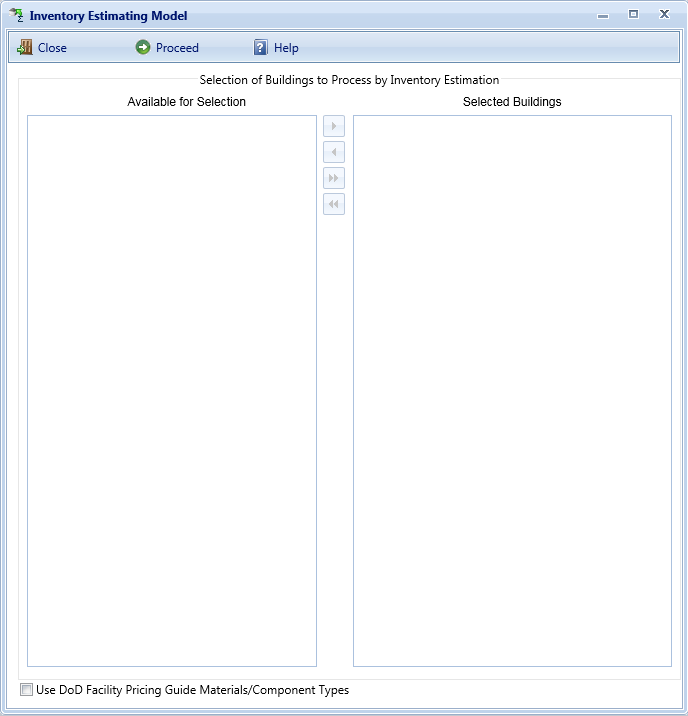 Inventory Estimating Model
Close Proceed Help
Selection of Buildings to Process by Inventory Estimation
Available for Selection Selected Buildings
Use DoD Facility Pricing Guide Materials/Component Types